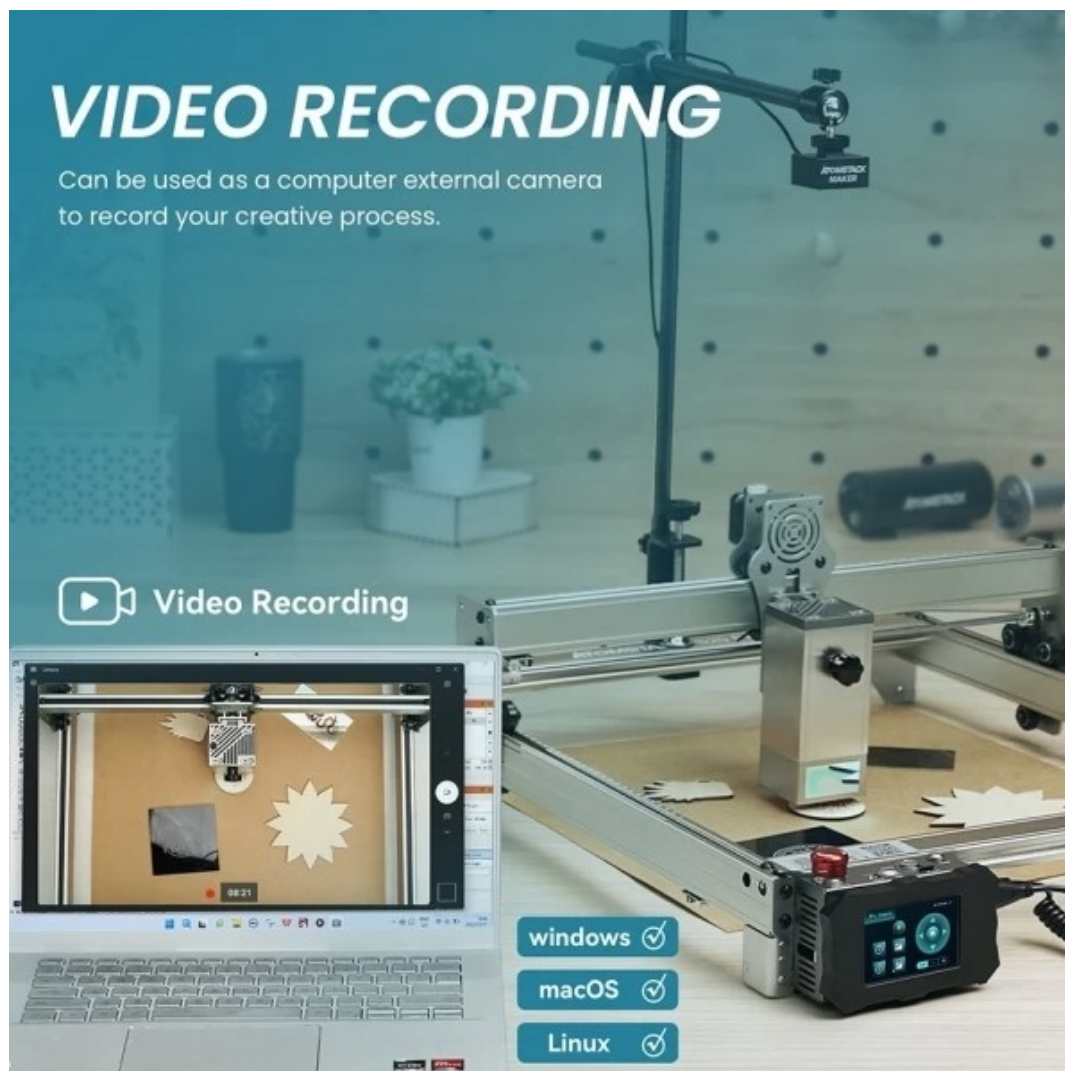 VIDEO RECORDING
Can be used as a computer external camera
to record your creative process.
ATOMSTACK
MAKER
ATOMSTACK
Video Recording
08:21
windows
macOS
Linux